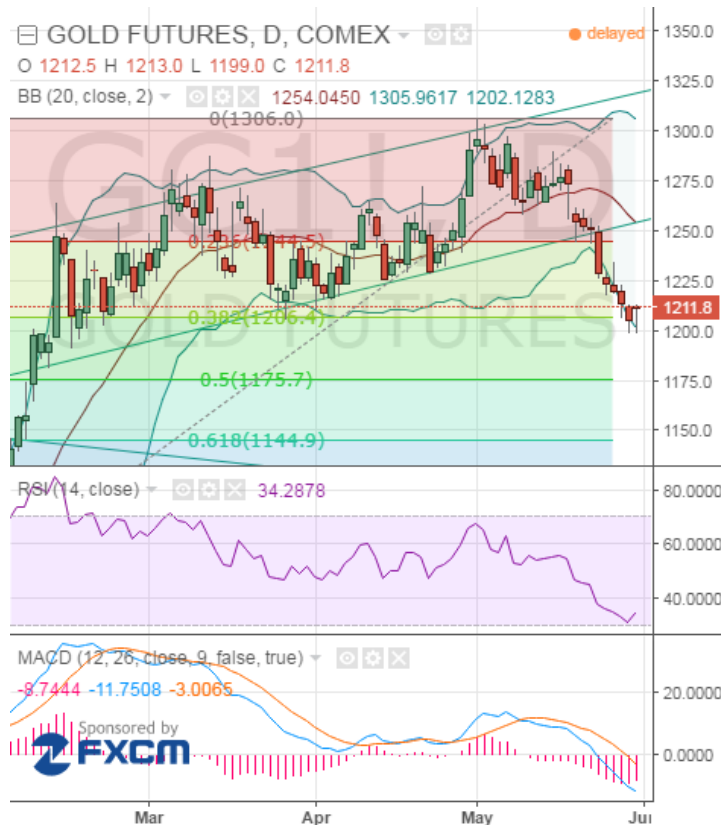 GOLD FUTURES, D, COMEX
delayed
O 1212.5 H 1213.0 L 1199.0 C 1211.8
BB (20, close, 2) 1254.0450 1305.9617 1202.1283
GC1!, D
GOLD FUTURES
0(1306.0)
0.236(1244.5)
0.382(1206.4)
0.5(1175.7)
0.618(1144.9)
1350.0
1325.0
1300.0
1275.0
1250.0
1225.0
1211.8
1200.0
1175.0
1150.0
RSI (14, close) 34.2878
80.0000
60.0000
40.0000
MACD (12, 26, close, 9, false, true)
-8.7444 -11.7508 -3.0065
20.0000
0.0000
Sponsored by
FXCM
Mar Apr May Jun